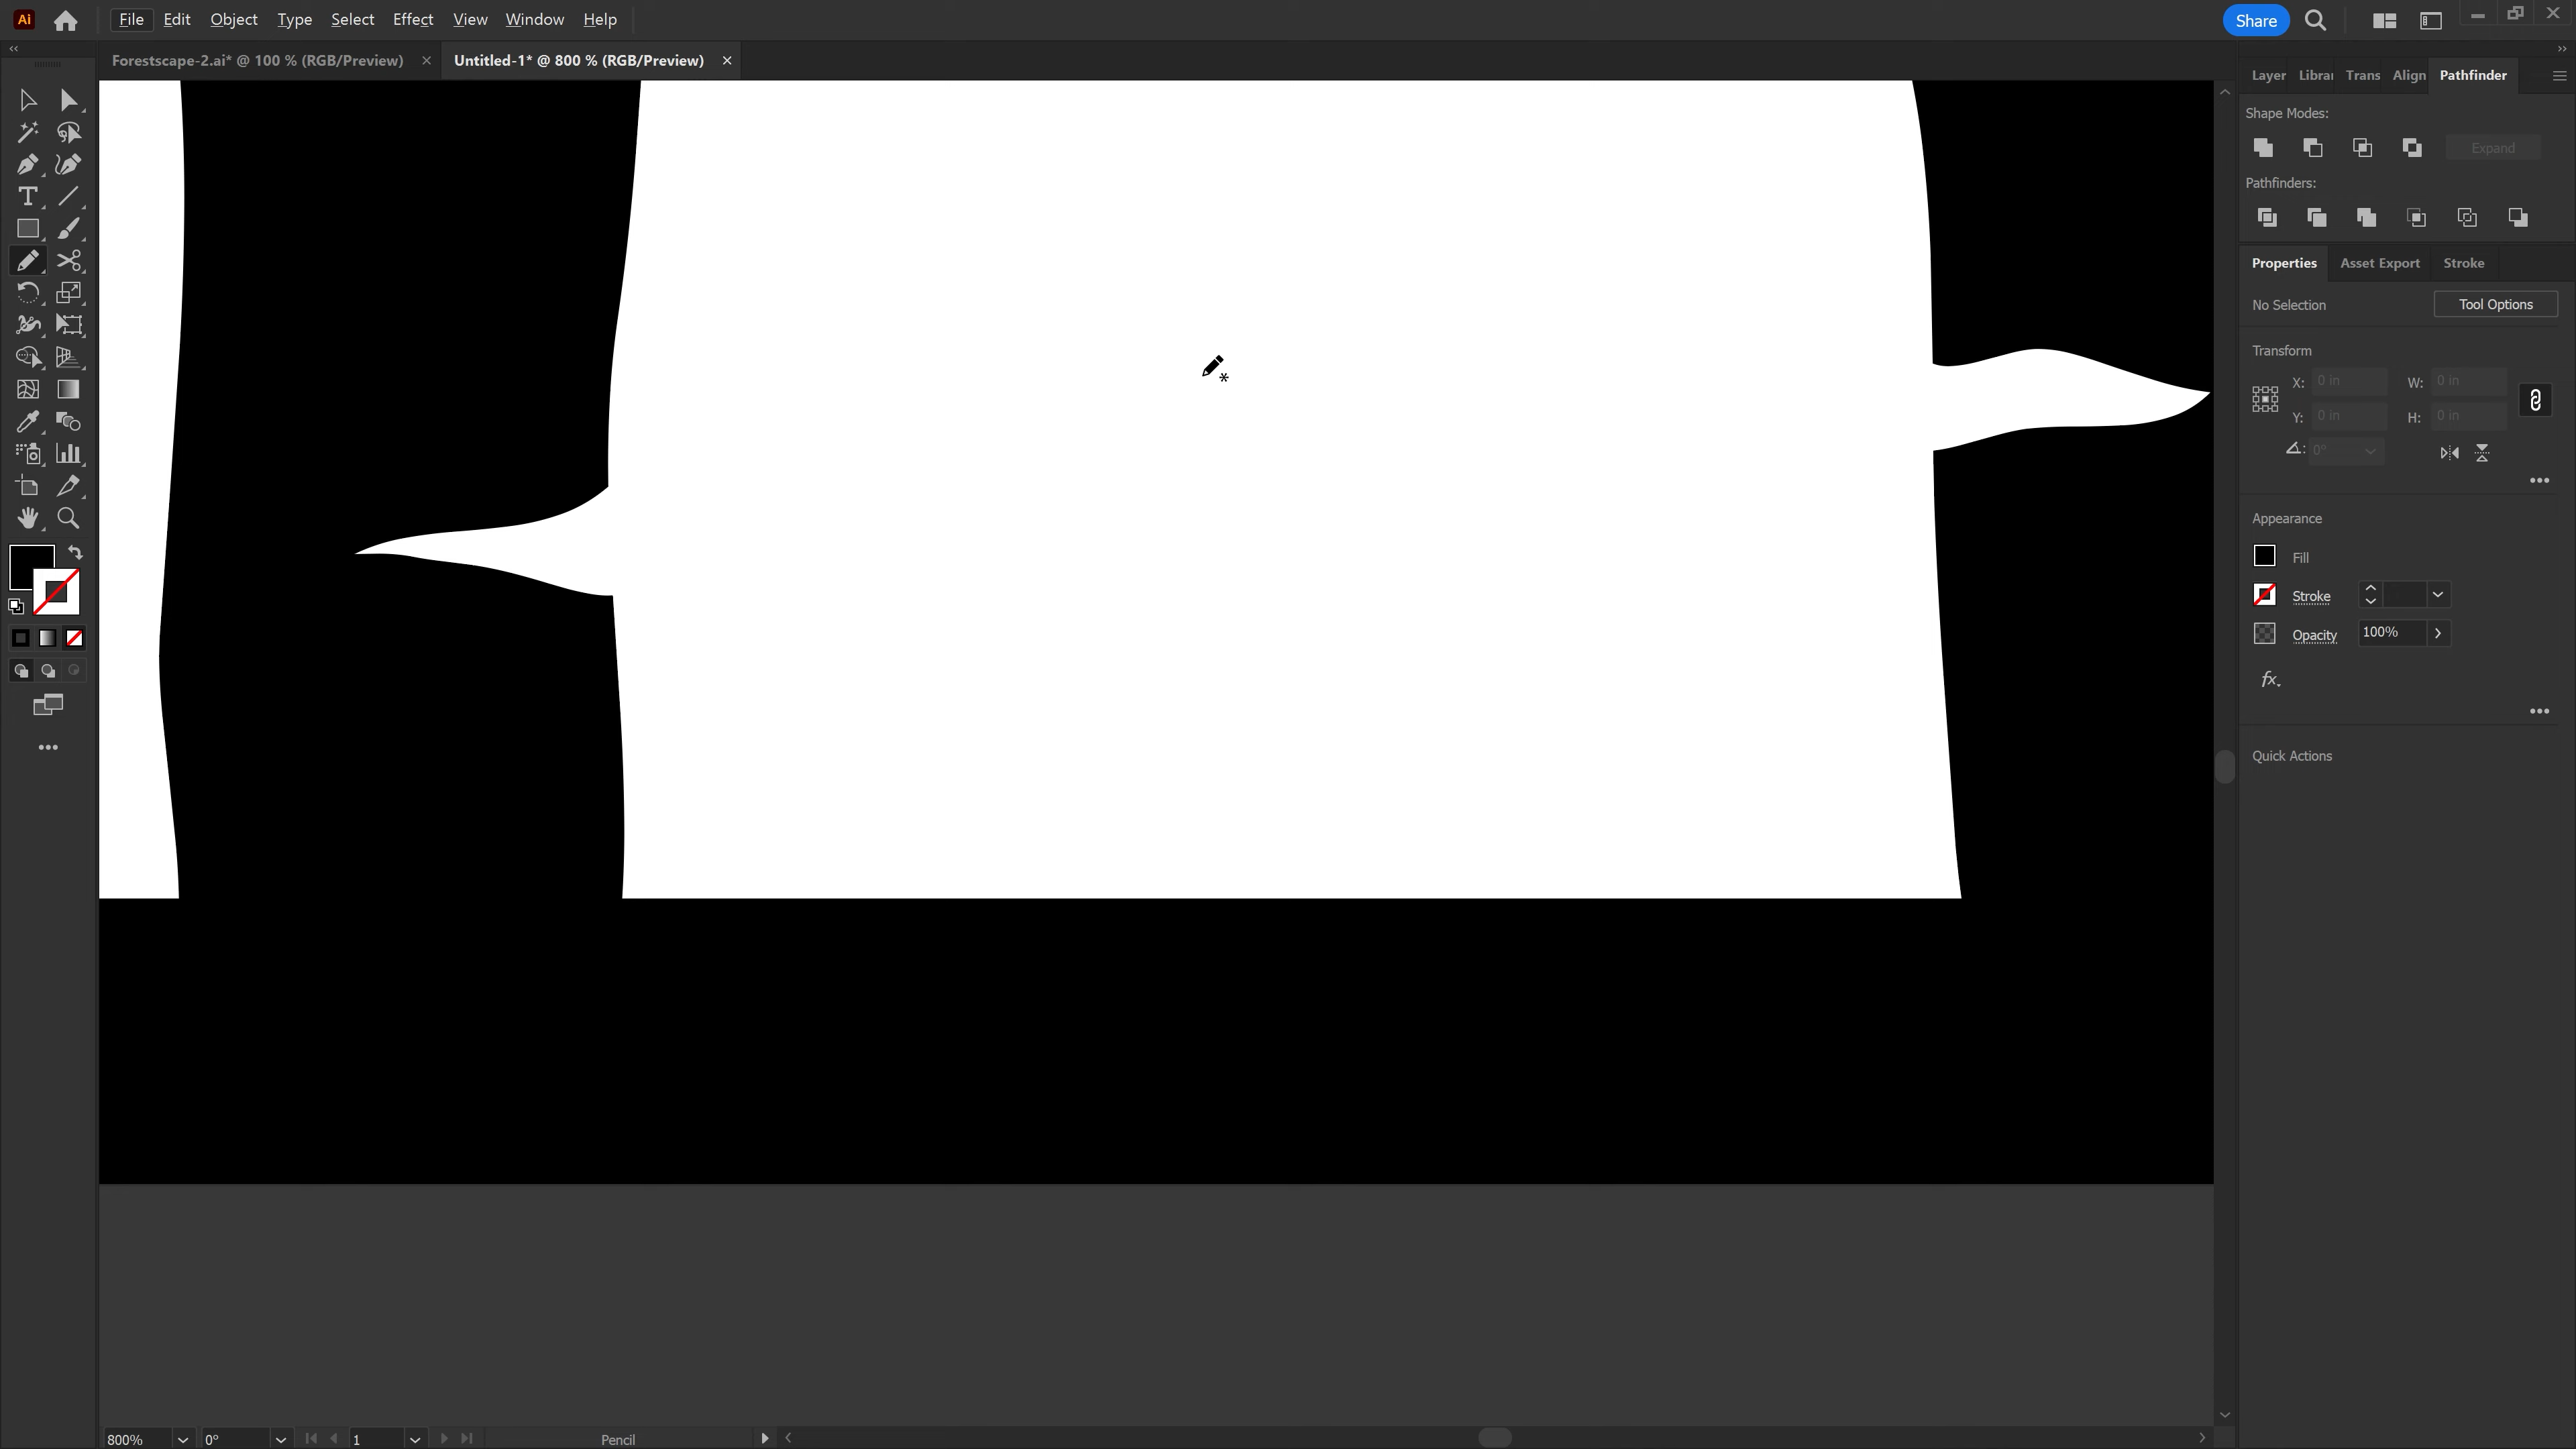 Ai File Edit Object Type Select Effect View Window Help Share
Forestscape-2.ai* @ 100 % (RGB/Preview) × Untitled-1* @ 800 % (RGB/Preview) ×
Layer Librar Trans Align Pathfinder
Shape Modes:
Expand
Pathfinders:
Properties Asset Export Stroke
No Selection Tool Options
Transform
X: 0 in W: 0 in
Y: 0 in H: 0 in
0°
Appearance
Fill
Stroke
Opacity 100%
fx.
Quick Actions
800% 0° 1 Pencil